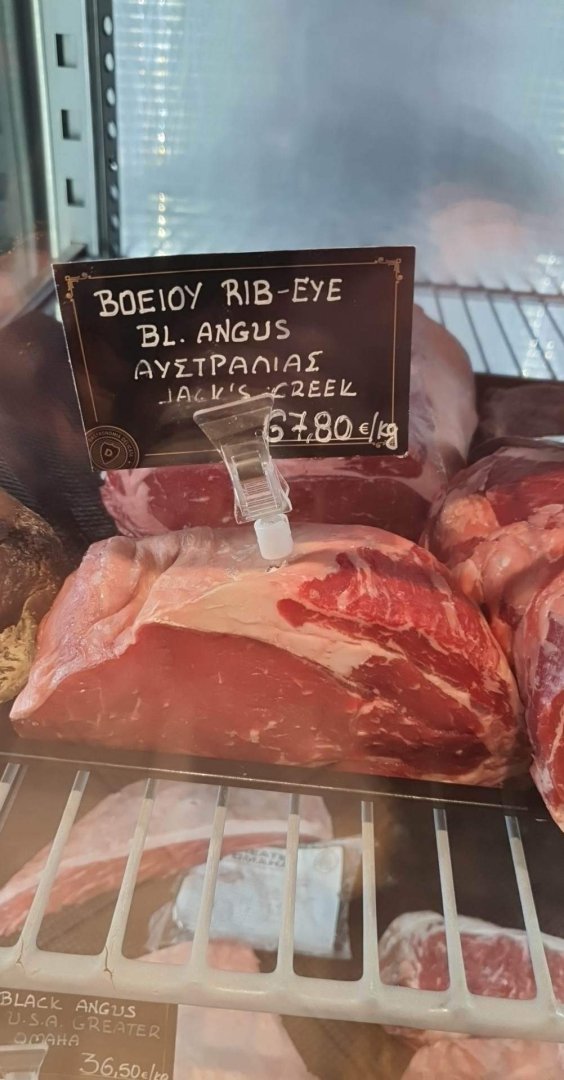 ΒΟΕΙΟΥ RIB-EYE
BL. ANGUS
ΑΥΣΤΡΑΛΙΑΣ
JACK'S CREEK
67,80 €/kg
BLACK ANGUS
U.S.A. GREATER
OMAHA
36,50€/kg